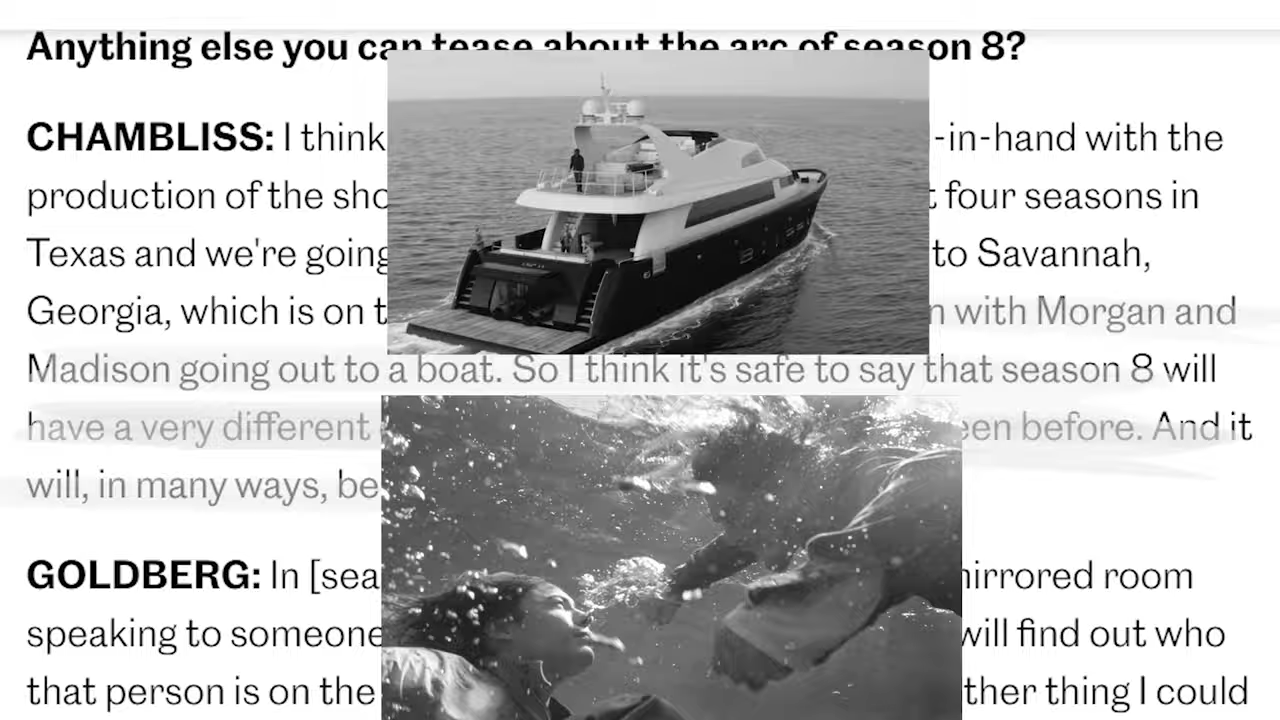 Anything else you can tease about the arc of season 8?
CHAMBLISS: I think -in-hand with the
production of the sho four seasons in
Texas and we're going to Savannah,
Georgia, which is on t with Morgan and
Madison going out to a boat. So I think it's safe to say that season 8 will
have a very different een before. And it
will, in many ways, be
GOLDBERG: In [sea mirrored room
speaking to someone will find out who
that person is on the ther thing I could